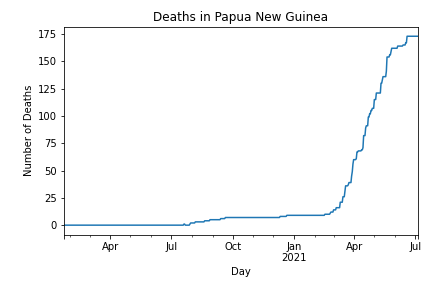 Deaths in Papua New Guinea
Number of Deaths
175
150
125
100
75
50
25
0
Apr
Jul
Oct
Jan
2021
Apr
Jul
Day